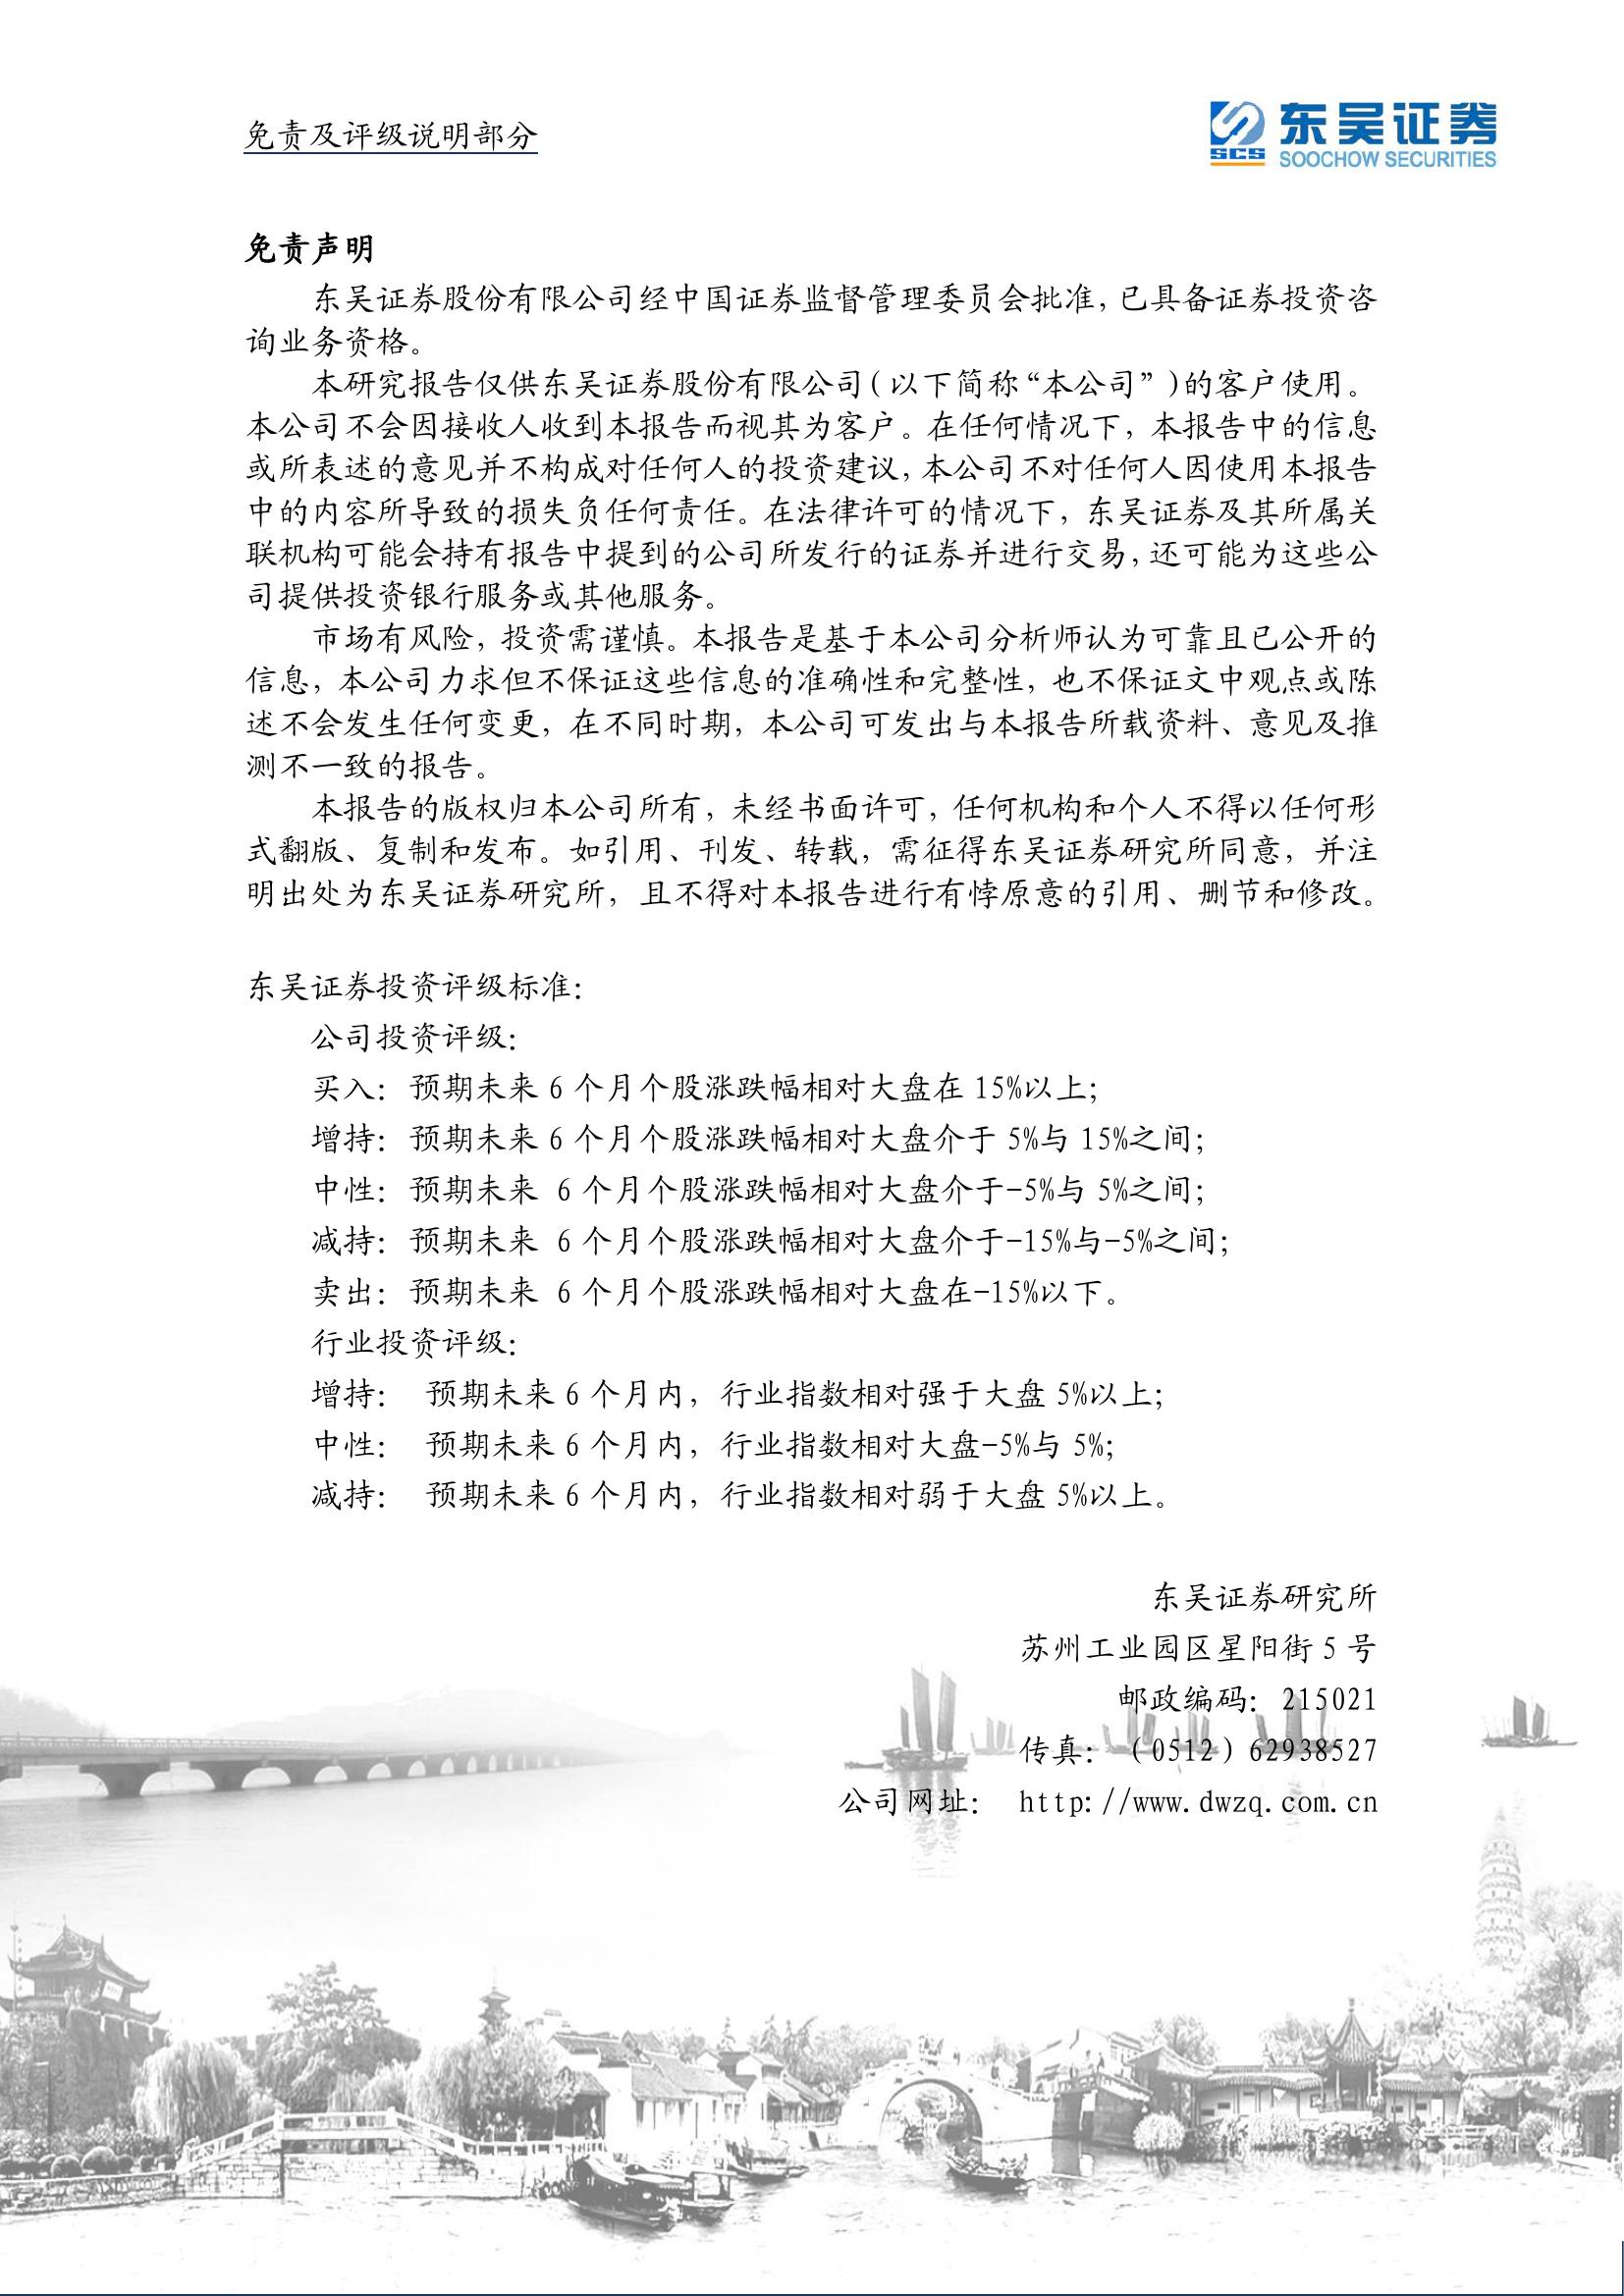 免责及评级说明部分
SCS
东吴证券
SOOCHOW SECURITIES
免责声明
东吴证券股份有限公司经中国证券监督管理委员会批准,已具备证券投资咨
询业务资格。
本研究报告仅供东吴证券股份有限公司(以下简称“本公司”)的客户使用。
本公司不会因接收人收到本报告而视其为客户。在任何情况下,本报告中的信息
或所表述的意见并不构成对任何人的投资建议,本公司不对任何人因使用本报告
中的内容所导致的损失负任何责任。在法律许可的情况下,东吴证券及其所属关
联机构可能会持有报告中提到的公司所发行的证券并进行交易,还可能为这些公
司提供投资银行服务或其他服务。
市场有风险,投资需谨慎。本报告是基于本公司分析师认为可靠且已公开的
信息,本公司力求但不保证这些信息的准确性和完整性,也不保证文中观点或陈
述不会发生任何变更,在不同时期,本公司可发出与本报告所载资料、意见及推
测不一致的报告。
本报告的版权归本公司所有,未经书面许可,任何机构和个人不得以任何形
式翻版、复制和发布。如引用、刊发、转载,需征得东吴证券研究所同意,并注
明出处为东吴证券研究所,且不得对本报告进行有悖原意的引用、删节和修改。
东吴证券投资评级标准:
公司投资评级:
买入:预期未来 6 个月个股涨跌幅相对大盘在 15%以上;
增持:预期未来 6 个月个股涨跌幅相对大盘介于 5%与 15%之间;
中性:预期未来 6 个月个股涨跌幅相对大盘介于-5%与 5%之间;
减持:预期未来 6 个月个股涨跌幅相对大盘介于-15%与-5%之间;
卖出:预期未来 6 个月个股涨跌幅相对大盘在-15%以下。
行业投资评级:
增持: 预期未来 6 个月内,行业指数相对强于大盘 5%以上;
中性: 预期未来 6 个月内,行业指数相对大盘-5%与 5%;
减持: 预期未来 6 个月内,行业指数相对弱于大盘 5%以上。
东吴证券研究所
苏州工业园区星阳街 5 号
邮政编码:215021
传真:(0512)62938527
公司网址: http://www.dwzq.com.cn